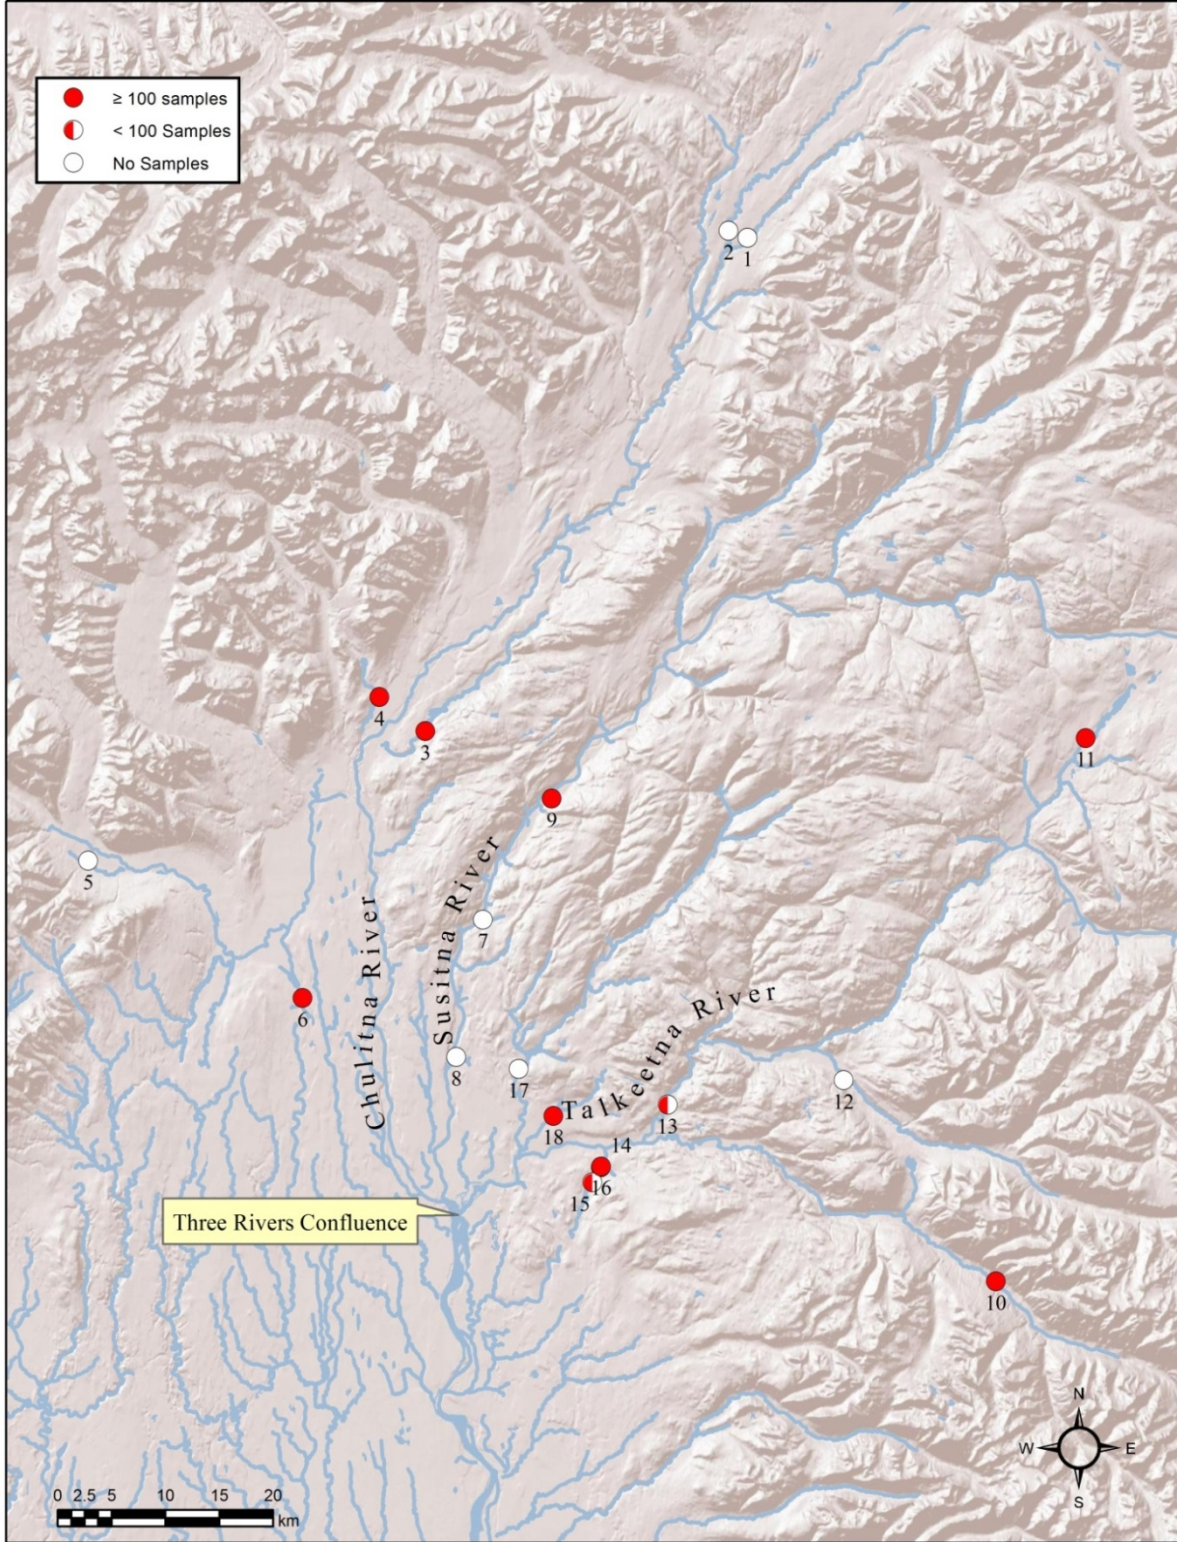 ≥ 100 samples
< 100 Samples
No Samples
2
1
4
3
11
9
5
7
6
8
17
12
Chulitna River
Susitna River
Talkeetna River
18
13
14
16
15
Three Rivers Confluence
10
N
W
E
S
0 2.5 5 10 15 20
km